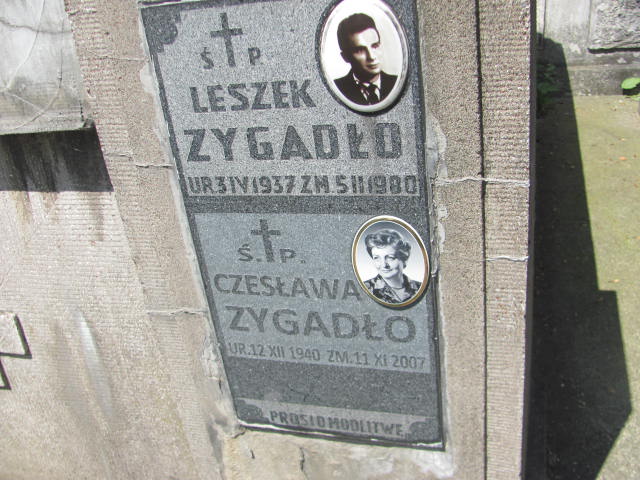 Ś P
LESZEK
ZYGADŁO
UR.3 IV 1937 ZM.5 II 1980
Ś. P.
CZESŁAWA
ZYGADŁO
UR.12 XII 1940 ZM.11 XI 2007
PROSI O MODLITWĘ